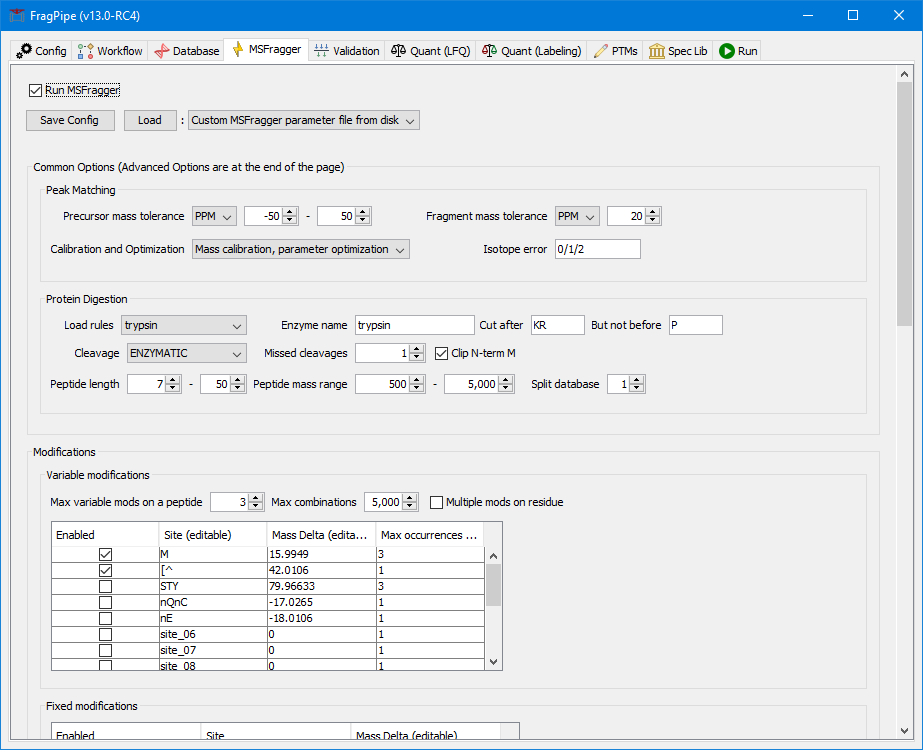 FragPipe (v13.0-RC4)
Config Workflow Database MSFragger Validation Quant (LFQ) Quant (Labeling) PTMs Spec Lib Run
Run MSFragger
Save Config Load : Custom MSFragger parameter file from disk
Common Options (Advanced Options are at the end of the page)
Peak Matching
Precursor mass tolerance PPM -50 - 50 Fragment mass tolerance PPM 20
Calibration and Optimization Mass calibration, parameter optimization Isotope error 0/1/2
Protein Digestion
Load rules trypsin Enzyme name trypsin Cut after KR But not before P
Cleavage ENZYMATIC Missed cleavages 1 Clip N-term M
Peptide length 7 - 50 Peptide mass range 500 - 5,000 Split database 1
Modifications
Variable modifications
Max variable mods on a peptide 3 Max combinations 5,000 Multiple mods on residue
Enabled Site (editable) Mass Delta (edita... Max occurrences ...
M 15.9949 3
[^ 42.0106 1
STY 79.96633 3
nQnC -17.0265 1
nE -18.0106 1
site_06 0 1
site_07 0 1
site_08 0 1
Fixed modifications
Enabled Site Mass Delta (editable)